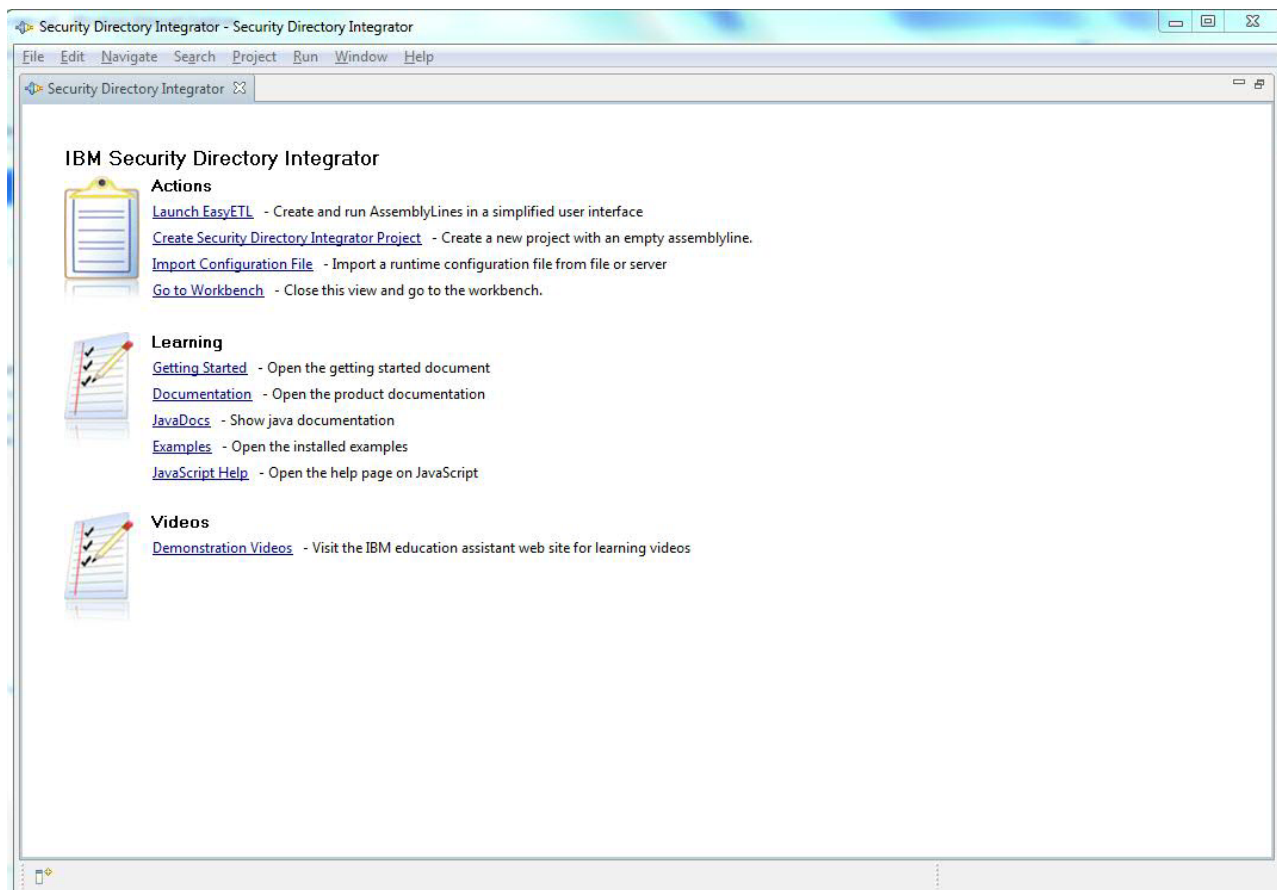 Security Directory Integrator - Security Directory Integrator
File Edit Navigate Search Project Run Window Help
Security Directory Integrator
IBM Security Directory Integrator
Actions
Launch EasyETL - Create and run AssemblyLines in a simplified user interface
Create Security Directory Integrator Project - Create a new project with an empty assemblyline.
Import Configuration File - Import a runtime configuration file from file or server
Go to Workbench - Close this view and go to the workbench.
Learning
Getting Started - Open the getting started document
Documentation - Open the product documentation
JavaDocs - Show java documentation
Examples - Open the installed examples
JavaScript Help - Open the help page on JavaScript
Videos
Demonstration Videos - Visit the IBM education assistant web site for learning videos